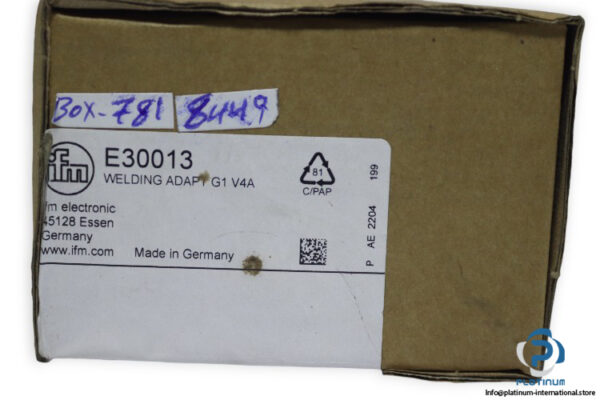 Box-781 8449
ifm
E30013
WELDING ADAPT G1 V4A
ifm electronic
45128 Essen
Germany
www.ifm.com
Made in Germany
81
C/PAP
P AE 2204 199
PLATINUM
info@platinum-international.store